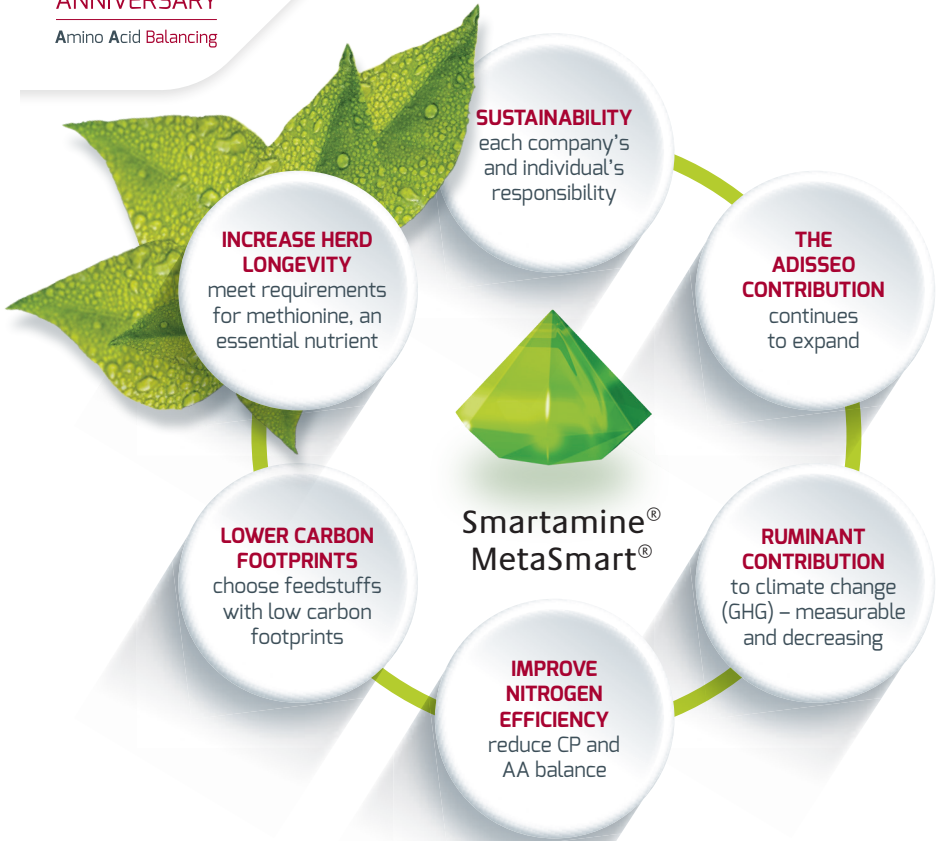 ANNIVERSARY
Amino Acid Balancing
SUSTAINABILITY
each company's
and individual's
responsibility
THE
ADISSEO
CONTRIBUTION
continues
to expand
RUMINANT
CONTRIBUTION
to climate change
(GHG) – measurable
and decreasing
IMPROVE
NITROGEN
EFFICIENCY
reduce CP and
AA balance
LOWER CARBON
FOOTPRINTS
choose feedstuffs
with low carbon
footprints
INCREASE HERD
LONGEVITY
meet requirements
for methionine, an
essential nutrient
Smartamine®
MetaSmart®